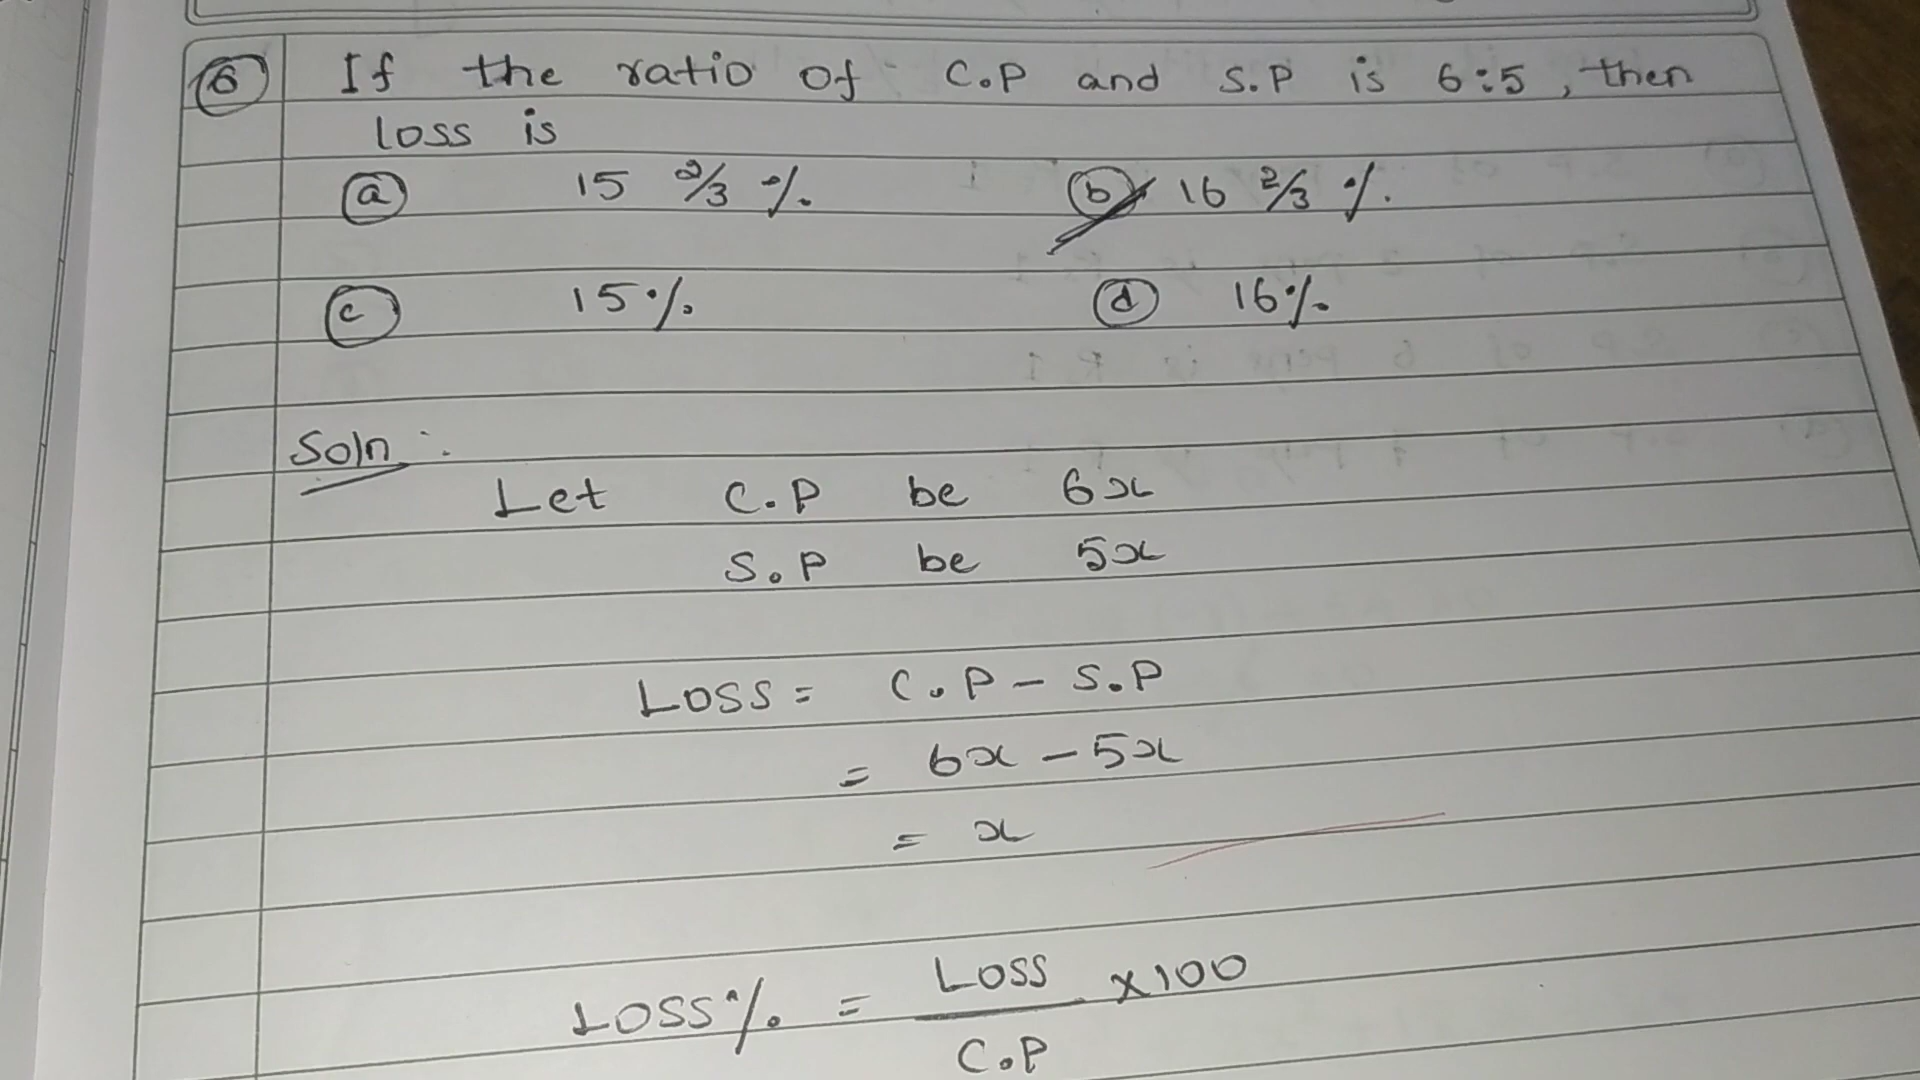 6 If the ratio of C.P and S.P is 6:5, then
loss is
a 15 2/3 % b 16 2/3 %
c 15% d 16%
Soln :
Let C.P be 6x
S.P be 5x
Loss = C.P - S.P
= 6x - 5x
= x
Loss% = Loss/C.P x100